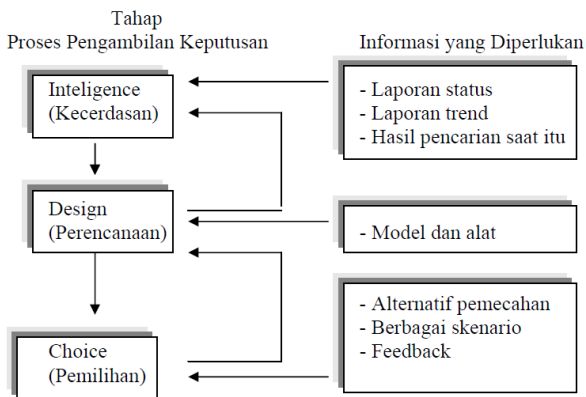 Tahap
Proses Pengambilan Keputusan
Informasi yang Diperlukan
Inteligence
(Kecerdasan)
- Laporan status
- Laporan trend
- Hasil pencarian saat itu
Design
(Perencanaan)
- Model dan alat
Choice
(Pemilihan)
- Alternatif pemecahan
- Berbagai skenario
- Feedback